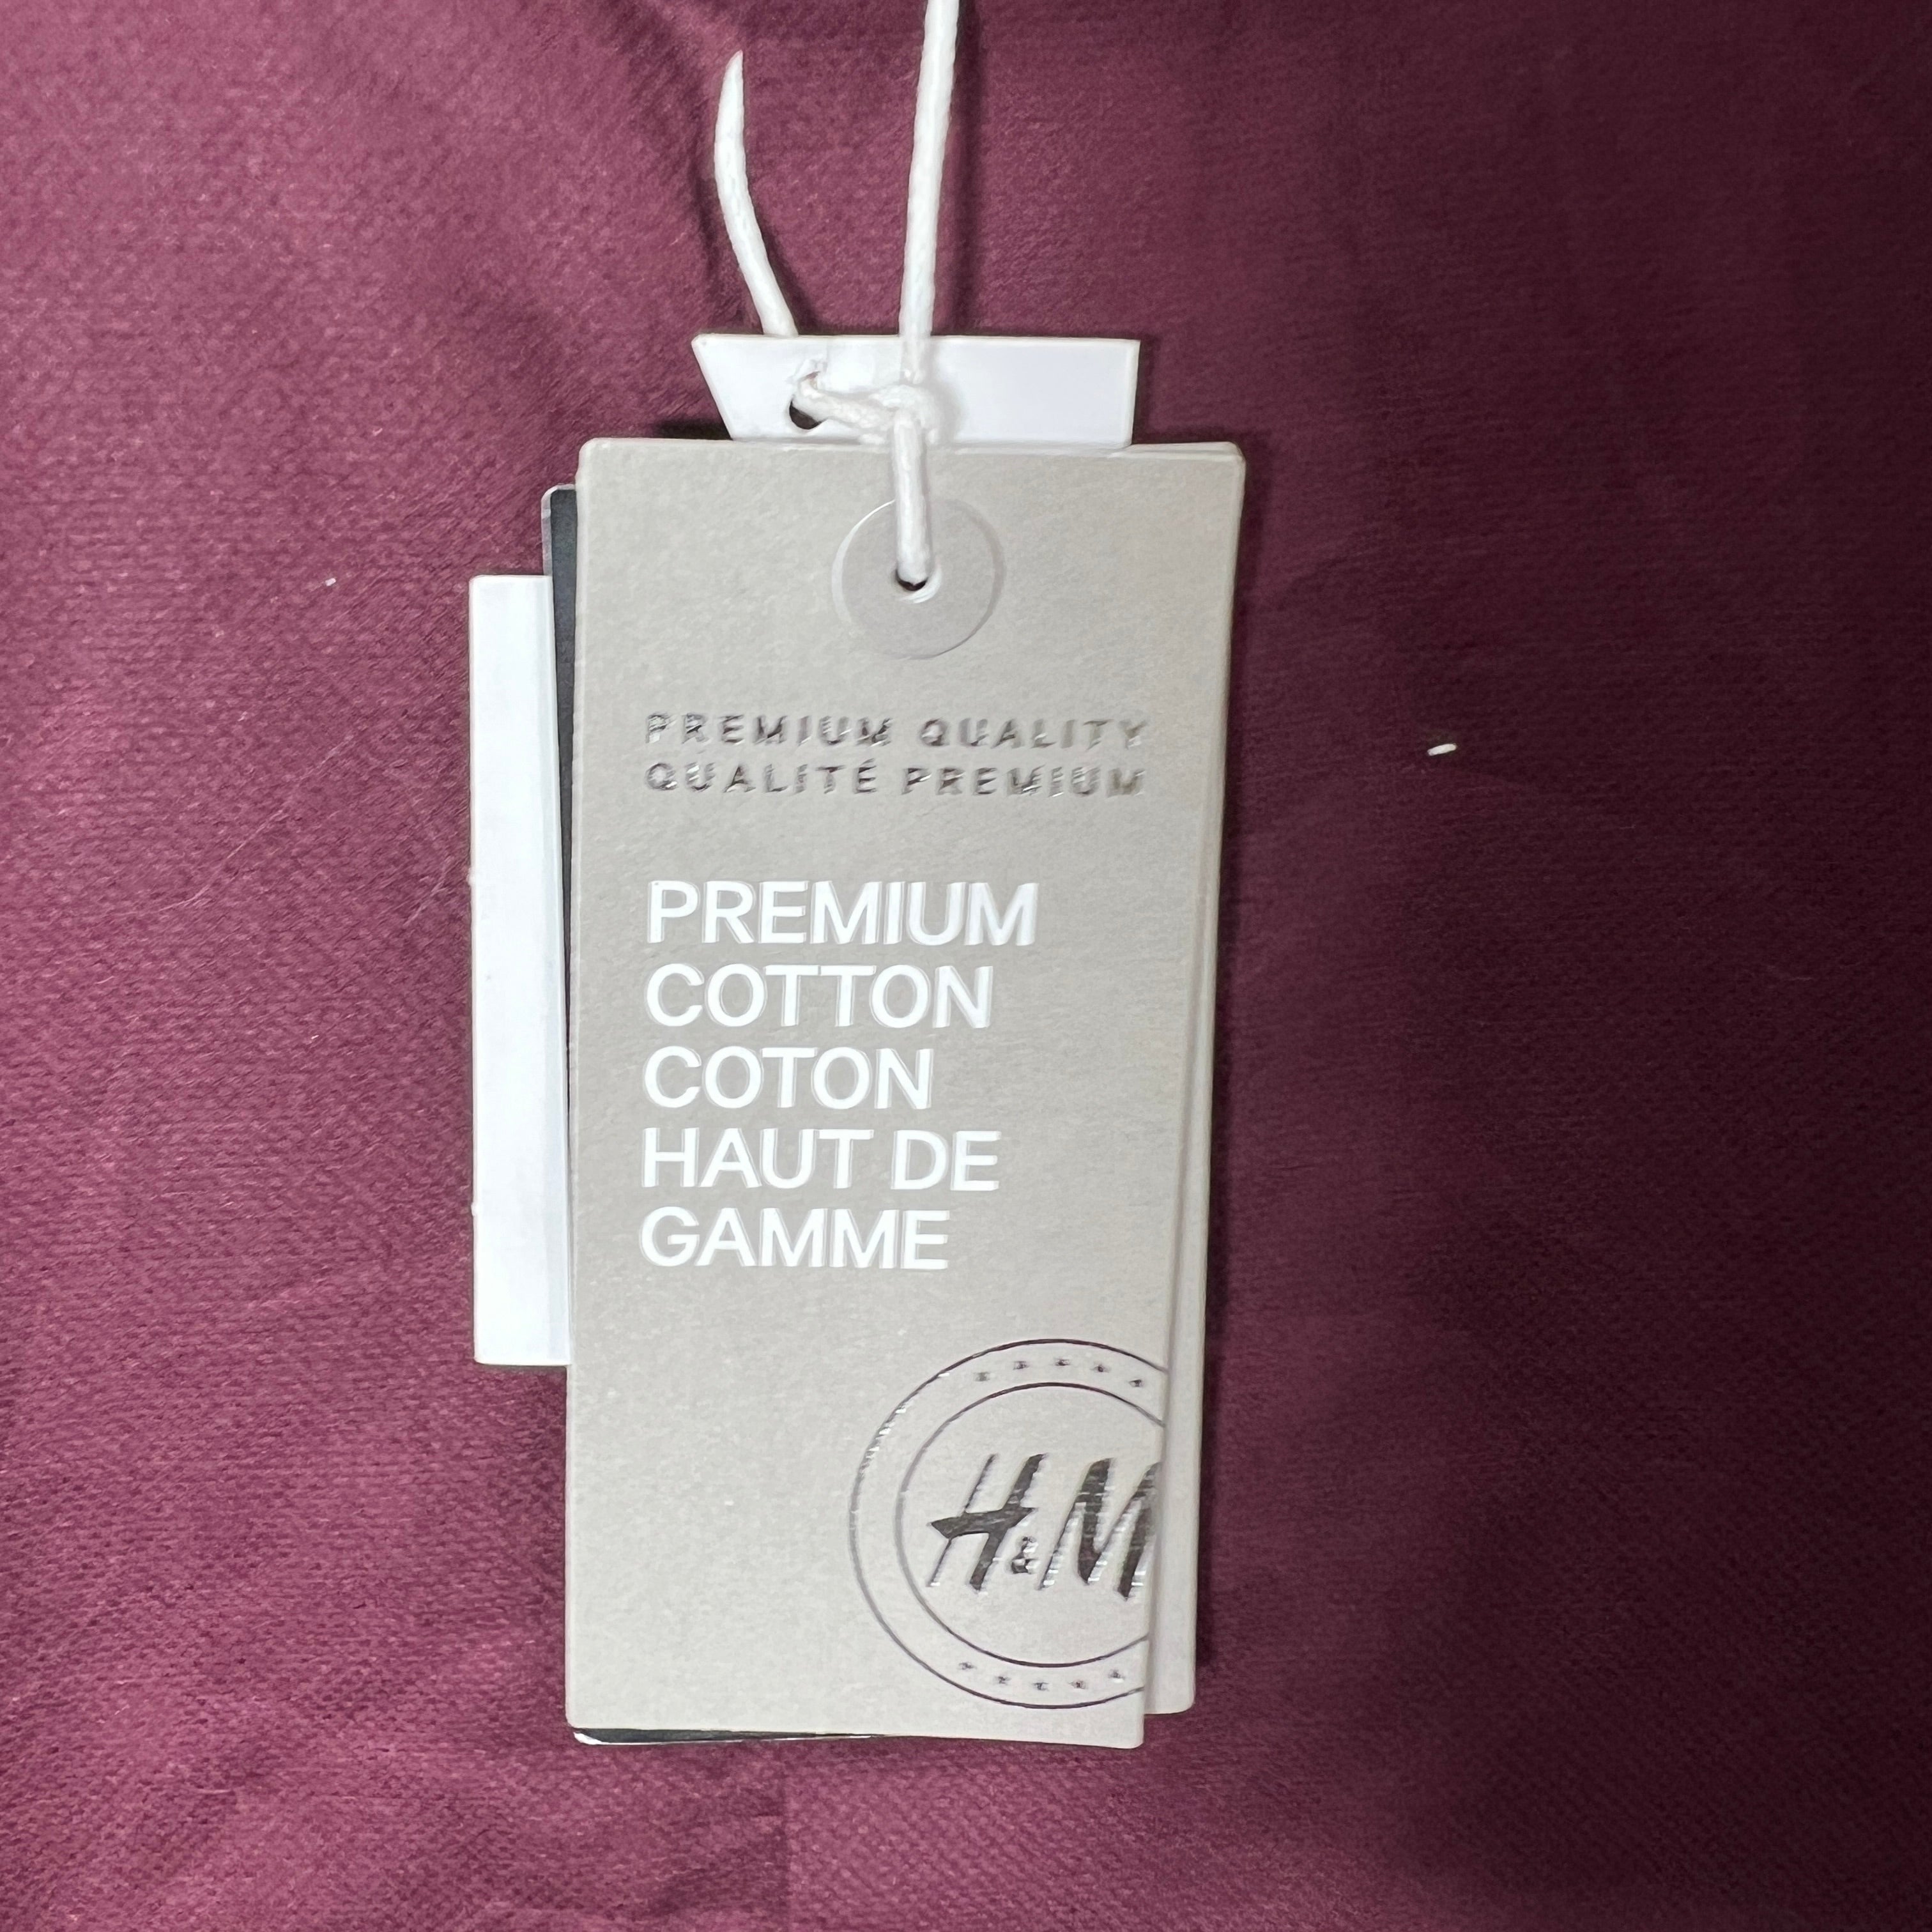 PREMIUM QUALITY
QUALITÉ PREMIUM
PREMIUM
COTTON
COTON
HAUT DE
GAMME
H&M